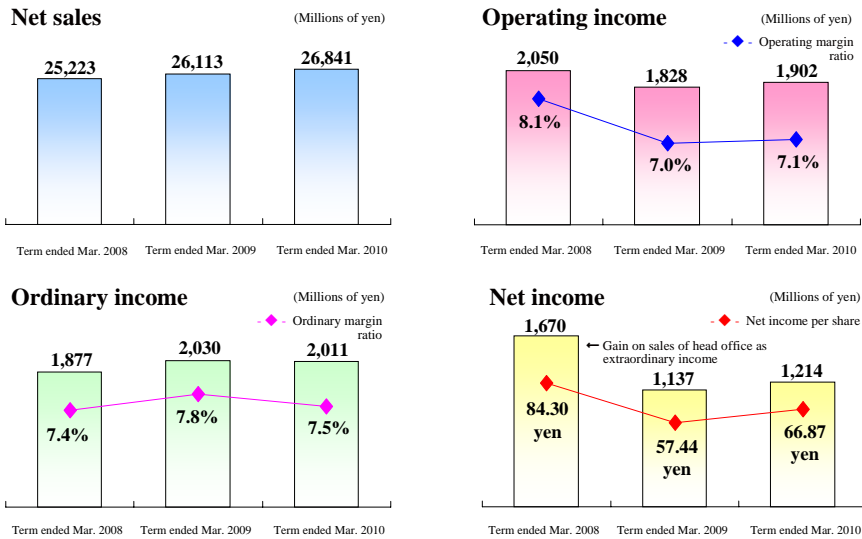 Net sales
(Millions of yen)
25,223
26,113
26,841
Term ended Mar. 2008
Term ended Mar. 2009
Term ended Mar. 2010
Operating income
(Millions of yen)
Operating margin
ratio
2,050
1,828
1,902
8.1%
7.0%
7.1%
Term ended Mar. 2008
Term ended Mar. 2009
Term ended Mar. 2010
Ordinary income
(Millions of yen)
Ordinary margin
ratio
1,877
2,030
2,011
7.4%
7.8%
7.5%
Term ended Mar. 2008
Term ended Mar. 2009
Term ended Mar. 2010
Net income
(Millions of yen)
Net income per share
1,670
← Gain on sales of head office as
extraordinary income
1,137
1,214
84.30
yen
57.44
yen
66.87
yen
Term ended Mar. 2008
Term ended Mar. 2009
Term ended Mar. 2010